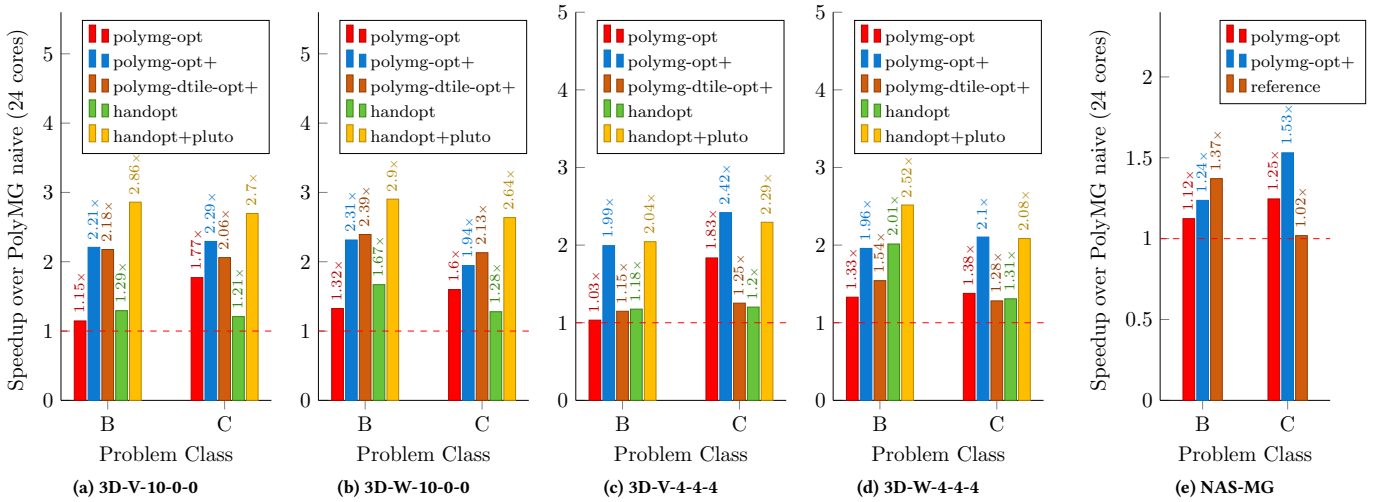 Speedup over PolyMG naive (24 cores)
5
4
3
2
1
0
polymg-opt
polymg-opt+
polymg-dtile-opt+
handopt
handopt+pluto
1.15×
2.21×
2.18×
1.29×
2.86×
1.77×
2.29×
2.06×
1.21×
2.7×
B
C
Problem Class
(a) 3D-V-10-0-0
5
4
3
2
1
0
polymg-opt
polymg-opt+
polymg-dtile-opt+
handopt
handopt+pluto
1.32×
2.31×
2.39×
1.67×
2.9×
1.6×
1.94×
2.13×
1.28×
2.64×
B
C
Problem Class
(b) 3D-W-10-0-0
5
4
3
2
1
0
polymg-opt
polymg-opt+
polymg-dtile-opt+
handopt
handopt+pluto
1.03×
1.99×
1.15×
1.18×
2.04×
1.83×
2.42×
1.25×
1.2×
2.29×
B
C
Problem Class
(c) 3D-V-4-4-4
5
4
3
2
1
0
polymg-opt
polymg-opt+
polymg-dtile-opt+
handopt
handopt+pluto
1.33×
1.96×
1.54×
2.01×
2.52×
1.38×
2.1×
1.28×
1.31×
2.08×
B
C
Problem Class
(d) 3D-W-4-4-4
Speedup over PolyMG naive (24 cores)
2
1.5
1
0.5
0
polymg-opt
polymg-opt+
reference
1.12×
1.24×
1.37×
1.25×
1.53×
1.02×
B
C
Problem Class
(e) NAS-MG